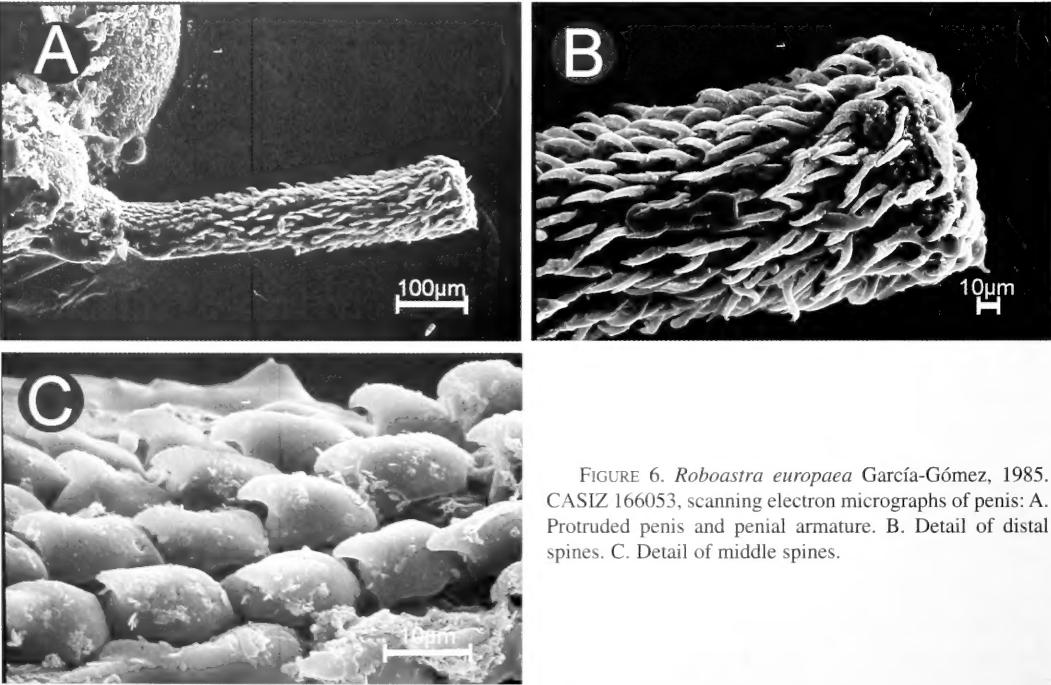 A
B
100µm
10µm
C
10µm
FIGURE 6. Roboastra europaea García-Gómez, 1985.
CASIZ 166053, scanning electron micrographs of penis: A.
Protruded penis and penial armature. B. Detail of distal
spines. C. Detail of middle spines.